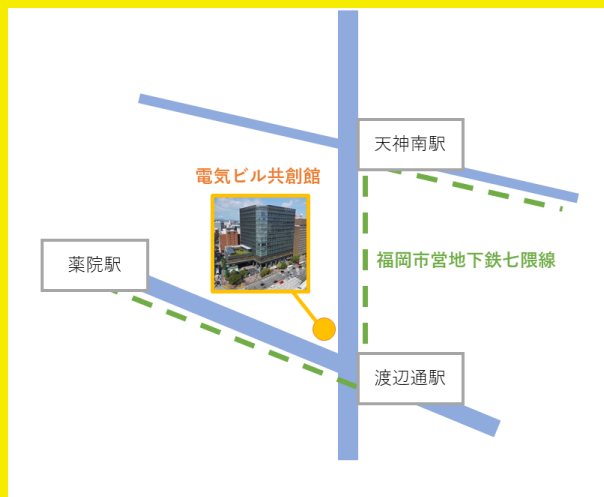 天神南駅
電気ビル共創館
薬院駅
福岡市営地下鉄七隈線
渡辺通駅